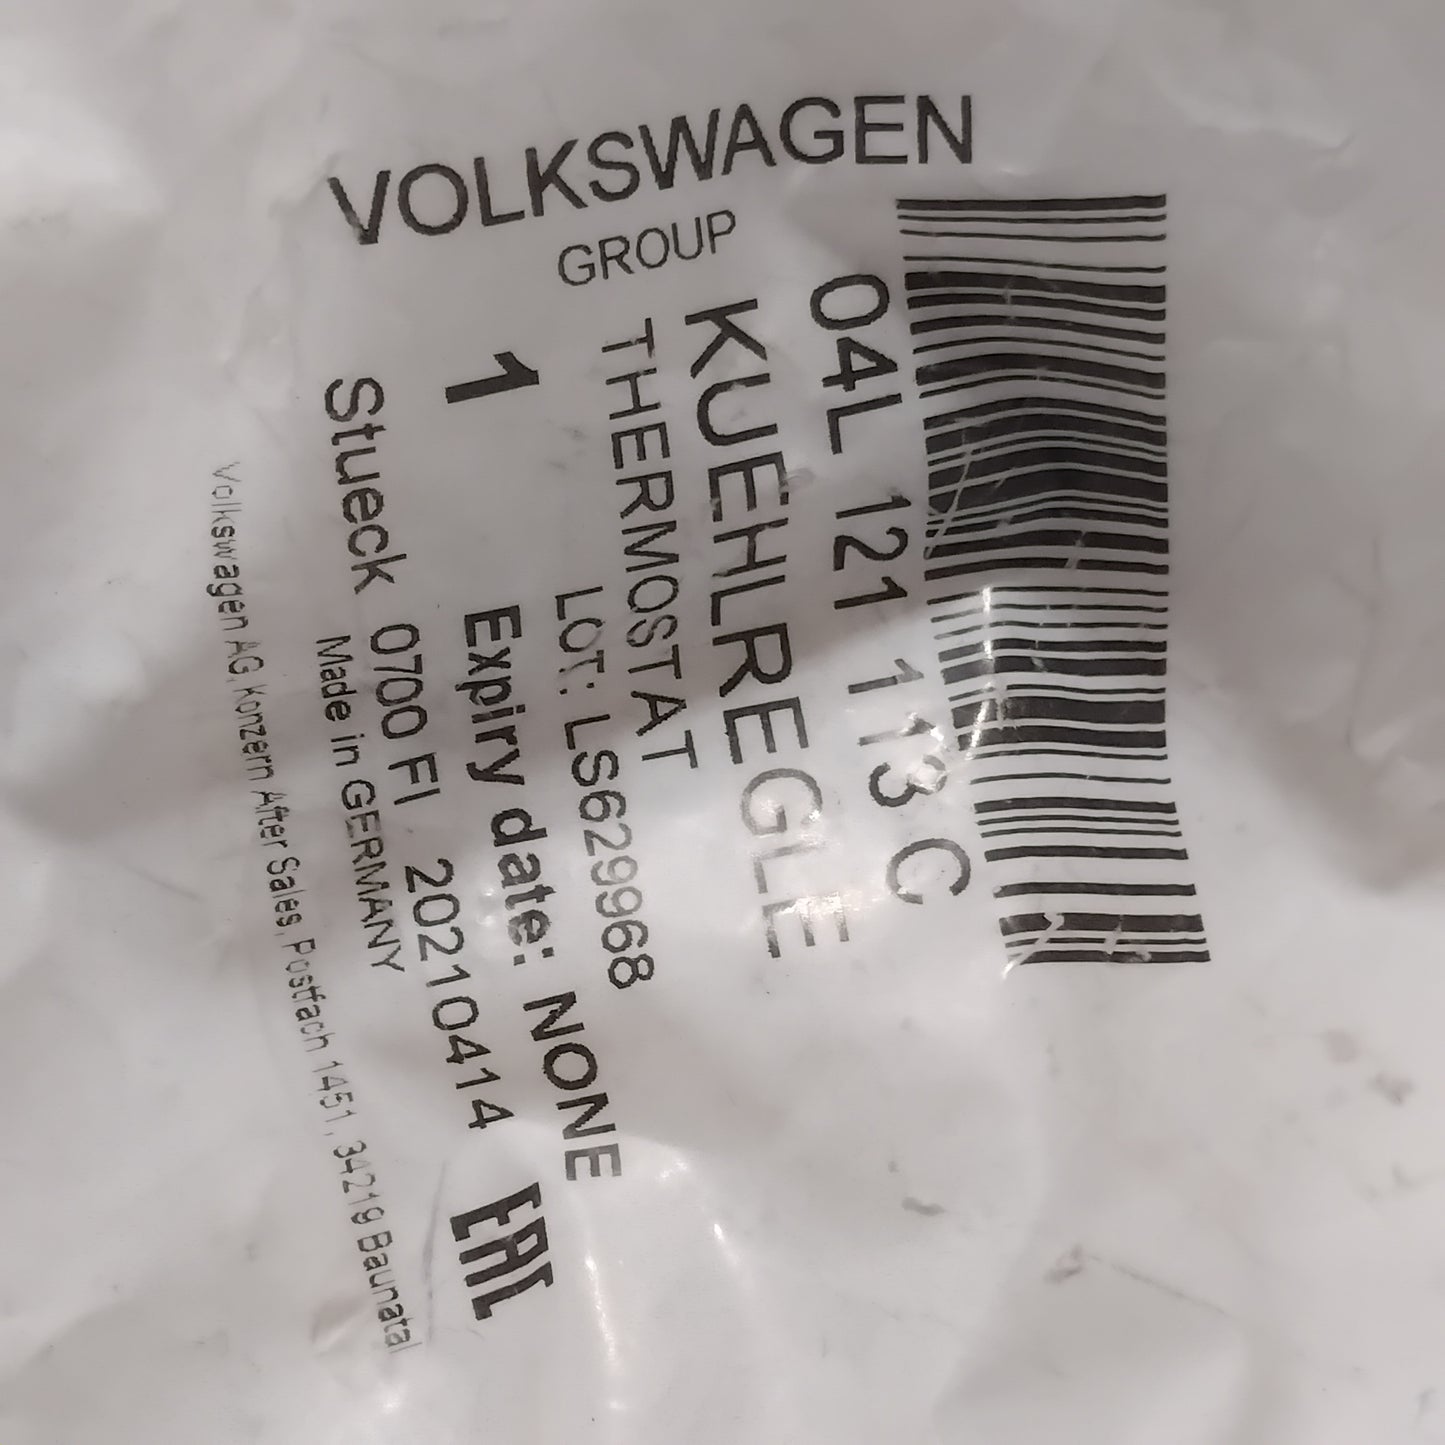 VOLKSWAGEN
GROUP
04L 121 113 C
KUEHLREGLE
THERMOSTAT
LOT: LS629968
1
Expiry date: NONE
Stueck 0700 FI 20210414
EAC
Made in GERMANY
Volkswagen AG, Konzern After Sales, Postfach 1451, 34219 Baunatal